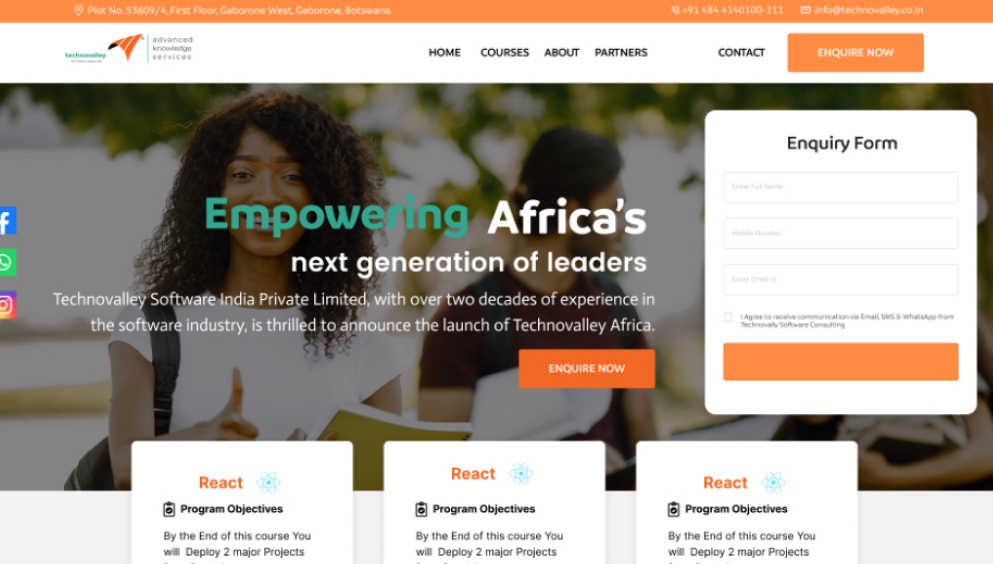 Plot No. 53609/4, First Floor, Gaborone West, Gaborone, Botswana.
+91 484 4140100-111
info@technovalley.co.in
technovalley
advanced
knowledge
services
HOME COURSES ABOUT PARTNERS CONTACT ENQUIRE NOW
Empowering Africa's
next generation of leaders
Technovalley Software India Private Limited, with over two decades of experience in
the software industry, is thrilled to announce the launch of Technovalley Africa.
ENQUIRE NOW
Enquiry Form
Enter Full Name
Mobile Number
Enter Email id
I Agree to receive communication via Email, SMS & WhatsApp from
Technovally Software Consulting
React
Program Objectives
By the End of this course You
will Deploy 2 major Projects
React
Program Objectives
By the End of this course You
will Deploy 2 major Projects
React
Program Objectives
By the End of this course You
will Deploy 2 major Projects